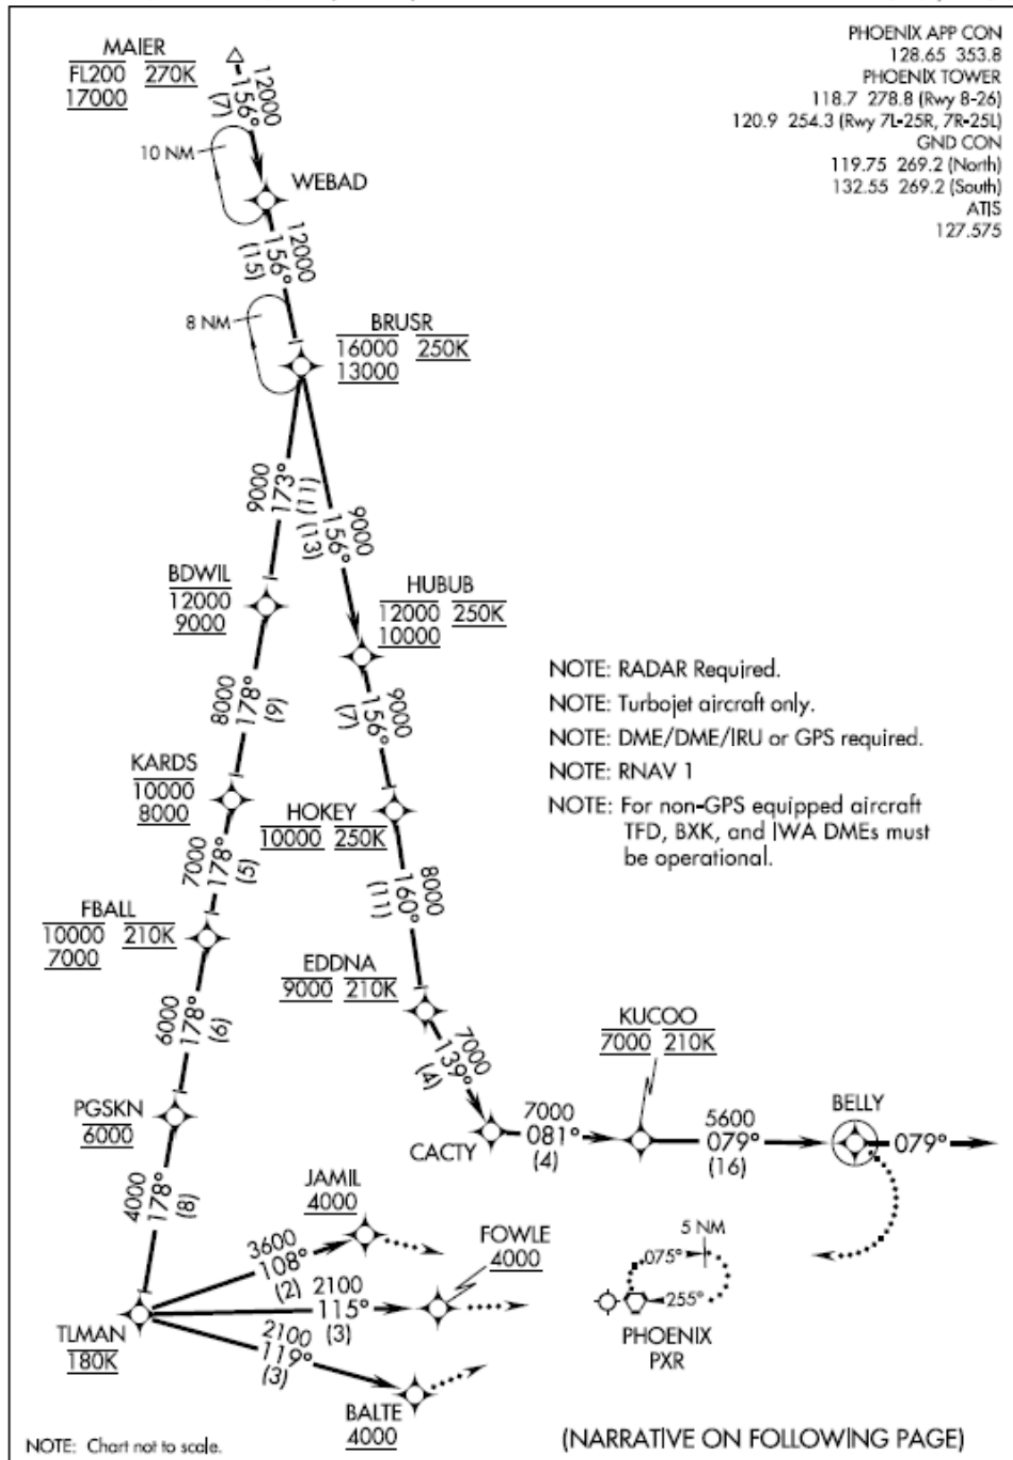 PHOENIX APP CON
128.65 353.8
PHOENIX TOWER
118.7 278.8 (Rwy 8-26)
120.9 254.3 (Rwy 7L-25R, 7R-25L)
GND CON
119.75 269.2 (North)
132.55 269.2 (South)
ATIS
127.575
MAIER
FL200 270K
17000
12000
156°
(7)
10 NM
WEBAD
12000
156°
(15)
8 NM
BRUSR
16000 250K
13000
9000
173°
(11)
9000
156°
(13)
BDWIL
12000
9000
HUBUB
12000 250K
10000
8000
178°
(9)
9000
156°
(7)
NOTE: RADAR Required.
NOTE: Turbojet aircraft only.
NOTE: DME/DME/IRU or GPS required.
NOTE: RNAV 1
NOTE: For non-GPS equipped aircraft
TFD, BXK, and IWA DMEs must
be operational.
KARDS
10000
8000
HOKEY
10000 250K
7000
178°
(5)
8000
160°
(11)
FBALL
10000 210K
7000
EDDNA
9000 210K
6000
178°
(6)
7000
139°
(4)
KUCOO
7000 210K
PGSKN
6000
CACTY
7000
081°
(4)
5600
079°
(16)
BELLY
079°
4000
178°
(8)
JAMIL
4000
3600
108°
(2)
FOWLE
4000
2100
115°
(3)
5 NM
075°
255°
PHOENIX
PXR
TLMAN
180K
2100
119°
(3)
BALTE
4000
NOTE: Chart not to scale.
(NARRATIVE ON FOLLOWING PAGE)